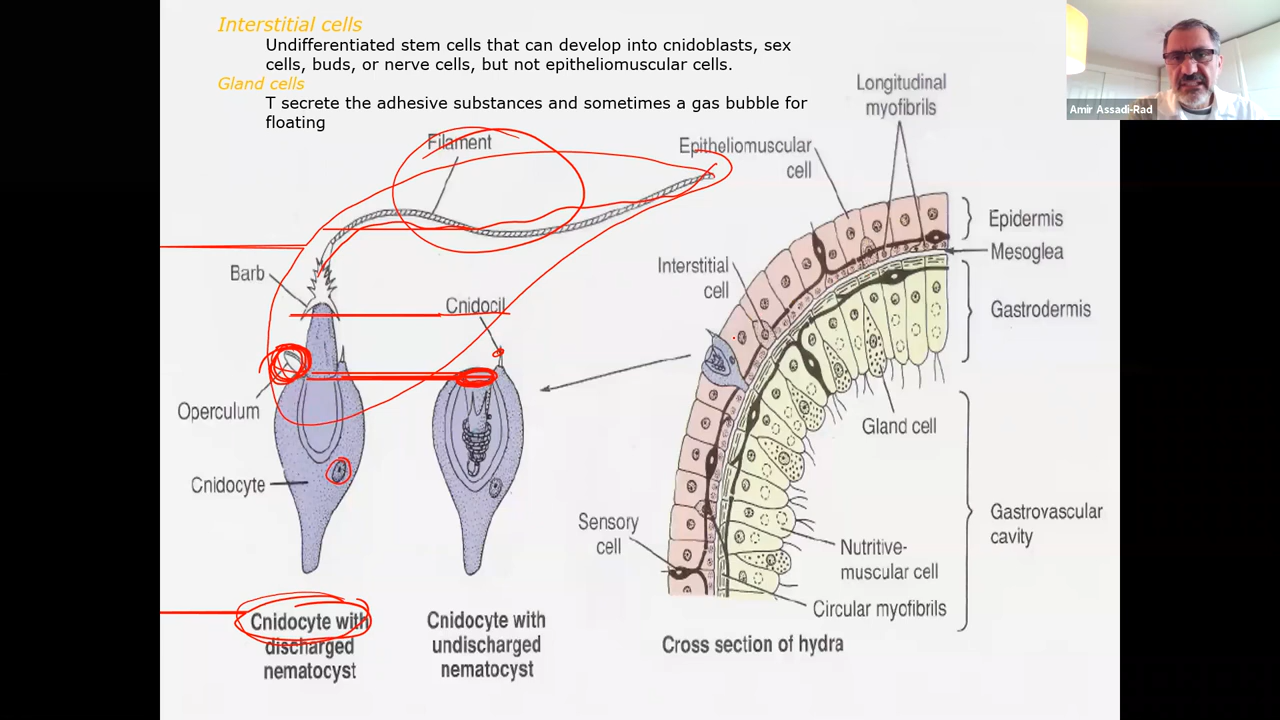 Interstitial cells
Undifferentiated stem cells that can develop into cnidoblasts, sex
cells, buds, or nerve cells, but not epitheliomuscular cells.
Gland cells
T secrete the adhesive substances and sometimes a gas bubble for
floating
Amir Assadi-Rad
Longitudinal
myofibrils
Filament
Epitheliomuscular
cell
Epidermis
Mesoglea
Interstitial
cell
Barb
Cnidocil
Gastrodermis
Operculum
Gland cell
Cnidocyte
Sensory
cell
Gastrovascular
cavity
Nutritive-
muscular cell
Circular myofibrils
Cnidocyte with
discharged
nematocyst
Cnidocyte with
undischarged
nematocyst
Cross section of hydra